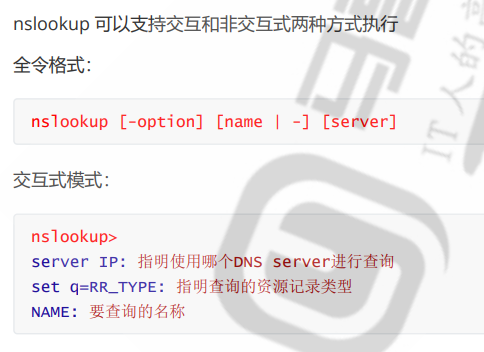 nslookup 可以支持交互和非交互式两种方式执行
全令格式：
nslookup [-option] [name | -] [server]
交互式模式：
nslookup>
server IP: 指明使用哪个DNS server进行查询
set q=RR_TYPE: 指明查询的资源记录类型
NAME: 要查询的名称
IT人的